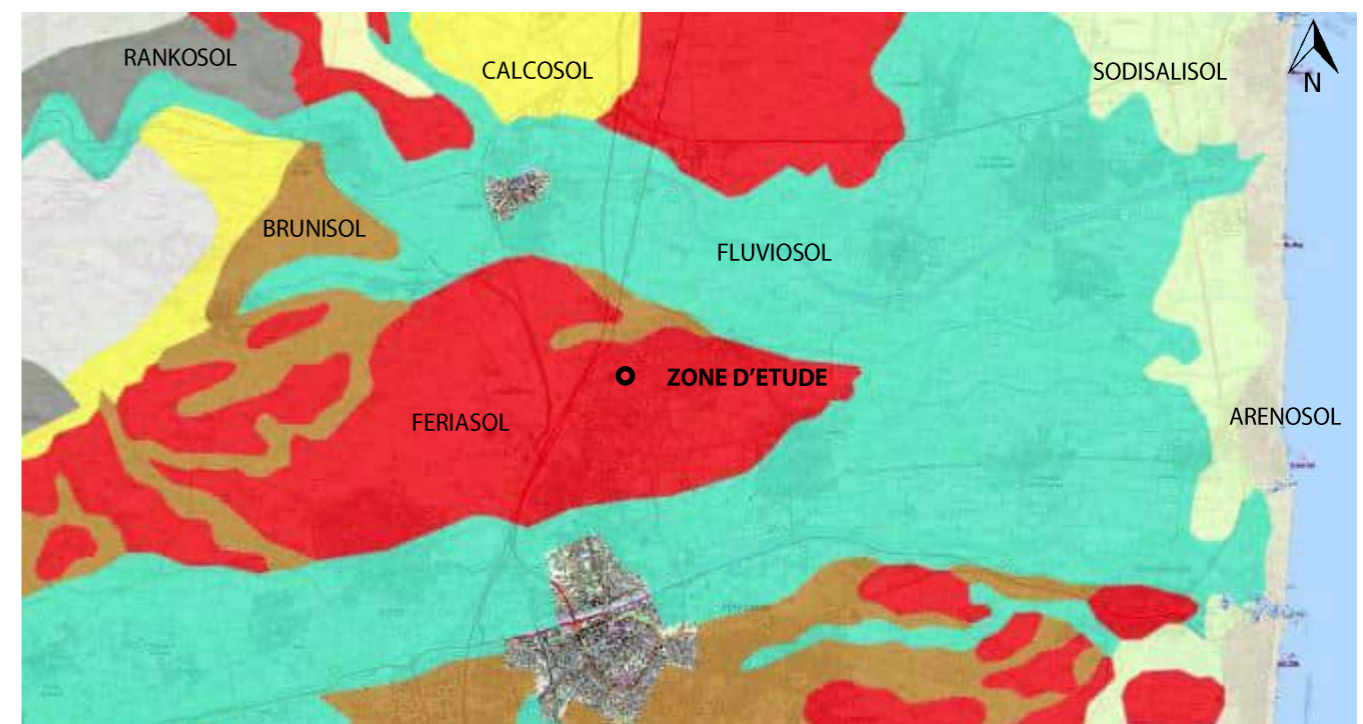 RANKOSOL
CALCOSOL
SODISALISOL
N
BRUNISOL
FLUVIOSOL
ZONE D'ETUDE
FERIASOL
ARENOSOL